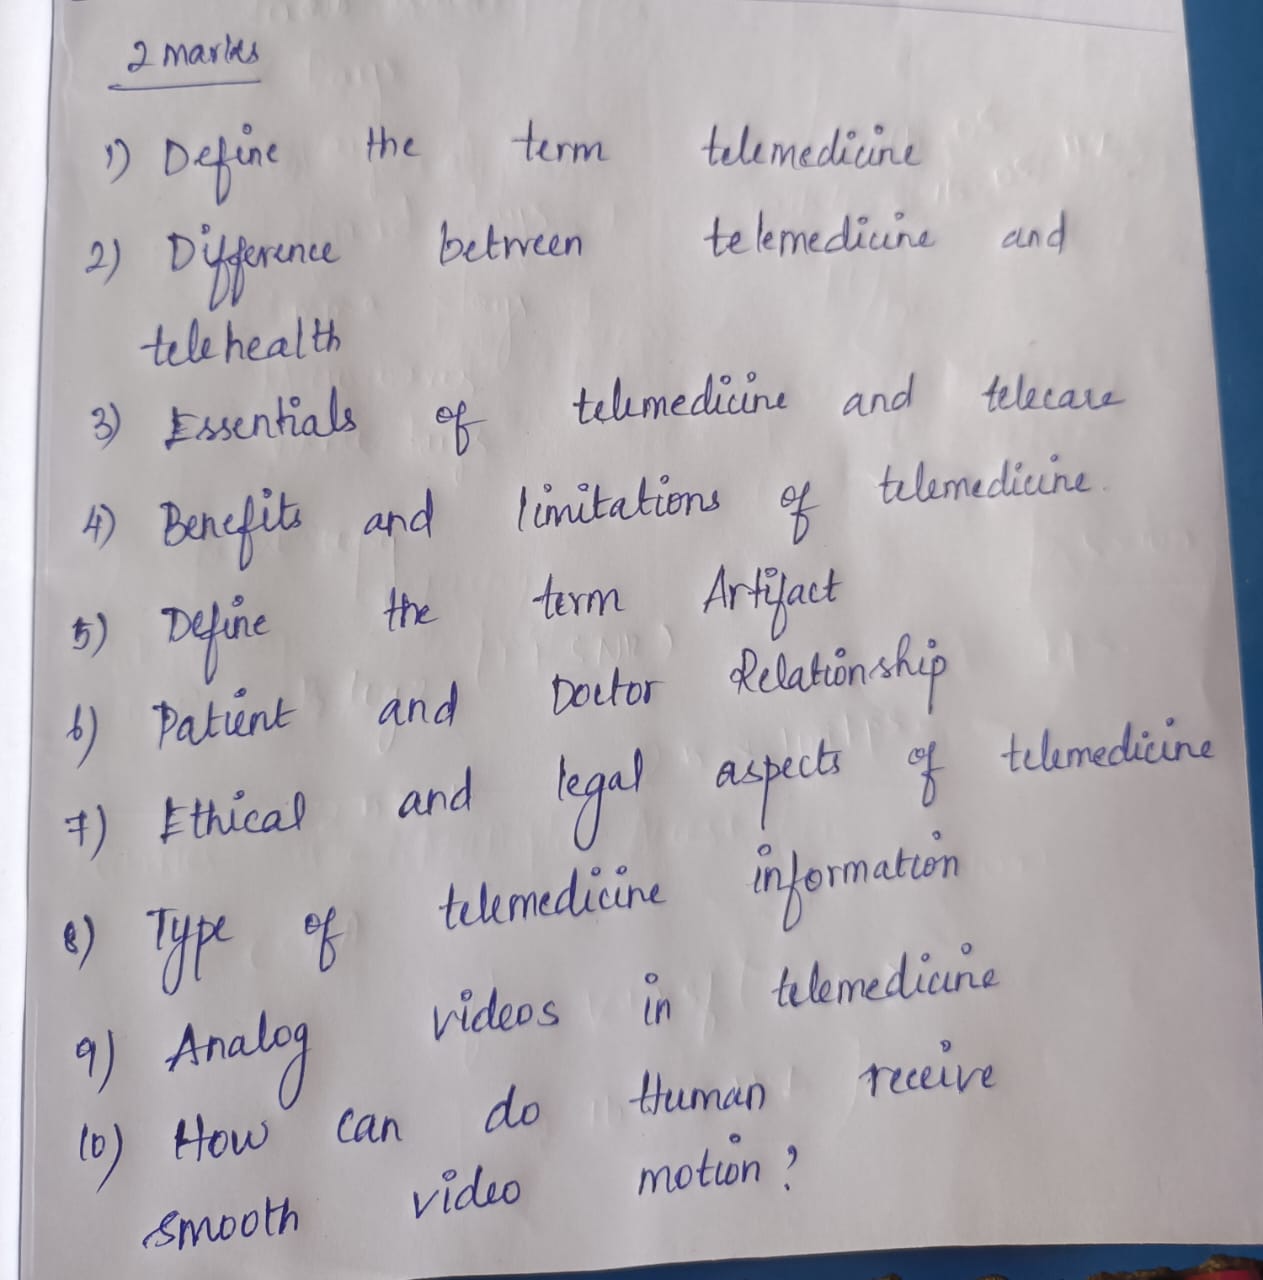 2 marks
1) Define the term telemedicine
2) Difference between telemedicine and
telehealth
3) Essentials of telemedicine and telecare
4) Benefits and limitations of telemedicine.
5) Define the term Artifact
6) Patient and Doctor Relationship
7) Ethical and legal aspects of telemedicine
8) Type of telemedicine information
9) Analog videos in telemedicine
10) How can do Human receive
smooth video motion?